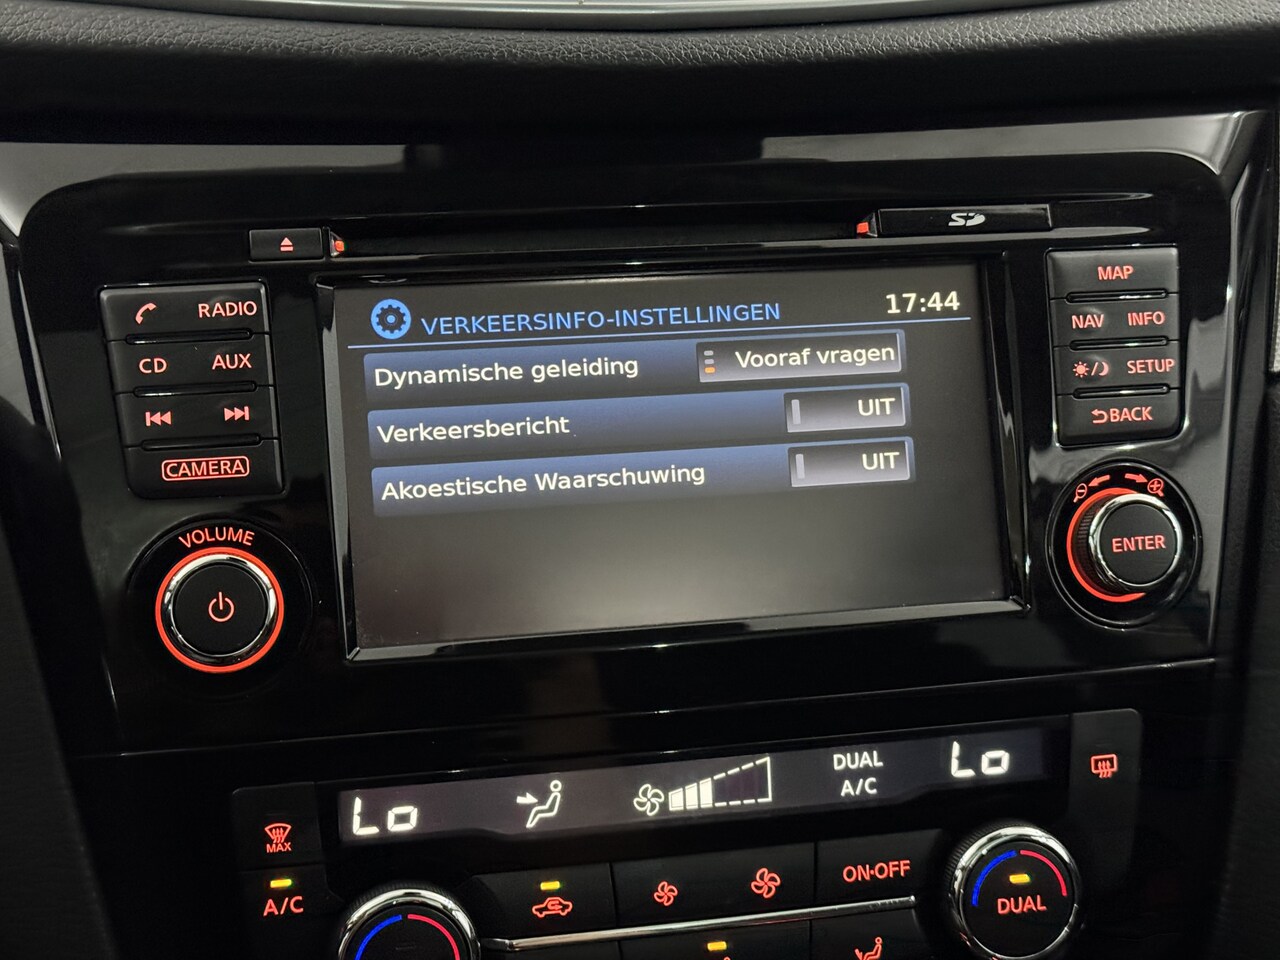 SD
RADIO
CD AUX
CAMERA
VOLUME
VERKEERSINFO-INSTELLINGEN 17:44
Dynamische geleiding Vooraf vragen
Verkeersbericht UIT
Akoestische Waarschuwing UIT
MAP
NAV INFO
SETUP
BACK
ENTER
Lo DUAL Lo
A/C
MAX
A/C
ON·OFF
DUAL